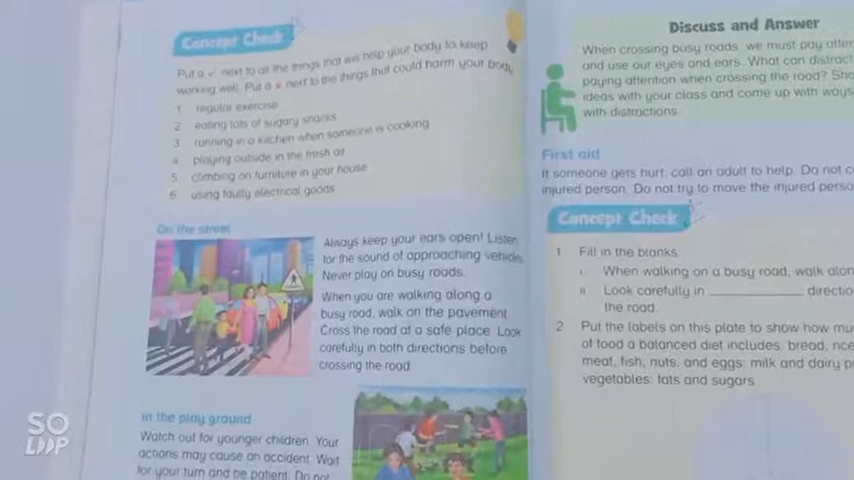 Concept Check
Put a ✓ next to all the things that will help your body to keep
working well. Put a x next to the things that could harm your body
1 regular exercise
2 eating lots of sugary snacks
3 running in a kitchen when someone is cooking
4 playing outside in the fresh air
5 climbing on furniture in your house
6 using faulty electrical goods
On the street
Always keep your ears open! Listen
for the sound of approaching vehicles.
Never play on busy roads.
When you are walking along a
busy road, walk on the pavement
Cross the road at a safe place. Look
carefully in both directions before
crossing the road
In the play ground
Watch out for younger children. Your
actions may cause an accident. Wait
for your turn and be patient. Do not
Discuss and Answer
When crossing busy roads, we must pay
and use our eyes and ears. What can distract
paying attention when crossing the road?
ideas with your class and come up with ways
with distractions
First aid
If someone gets hurt, call an adult to help. Do not
injured person. Do not try to move the injured
Concept Check
1 Fill in the blanks.
i. When walking on a busy road, walk
ii. Look carefully in ____________
the road.
2 Put the labels on this plate to show how
of food a balanced diet includes: bread,
meat, fish, nuts, and eggs; milk and dairy
vegetables; fats and sugars
SO
LOOP